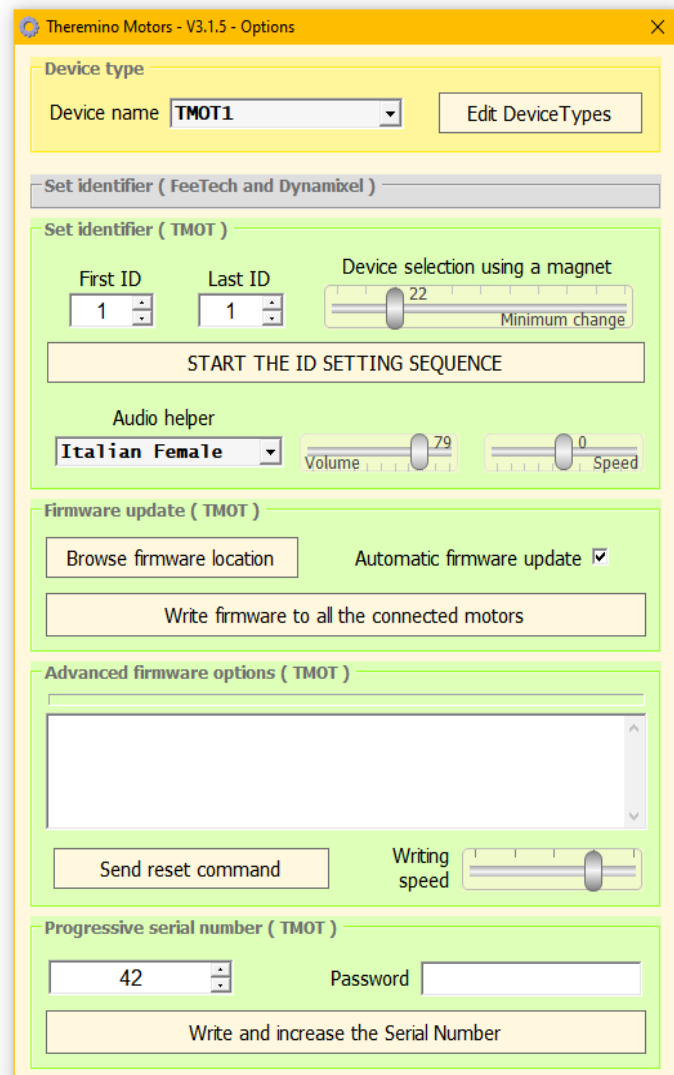 Theremino Motors - V3.1.5 - Options
Device type
Device name TMOT1 Edit DeviceTypes
Set identifier ( FeeTech and Dynamixel )
Set identifier ( TMOT )
First ID Last ID Device selection using a magnet
1 1 22
Minimum change
START THE ID SETTING SEQUENCE
Audio helper
Italian Female 79 0
Volume Speed
Firmware update ( TMOT )
Browse firmware location Automatic firmware update
Write firmware to all the connected motors
Advanced firmware options ( TMOT )
Send reset command Writing speed
Progressive serial number ( TMOT )
42 Password
Write and increase the Serial Number